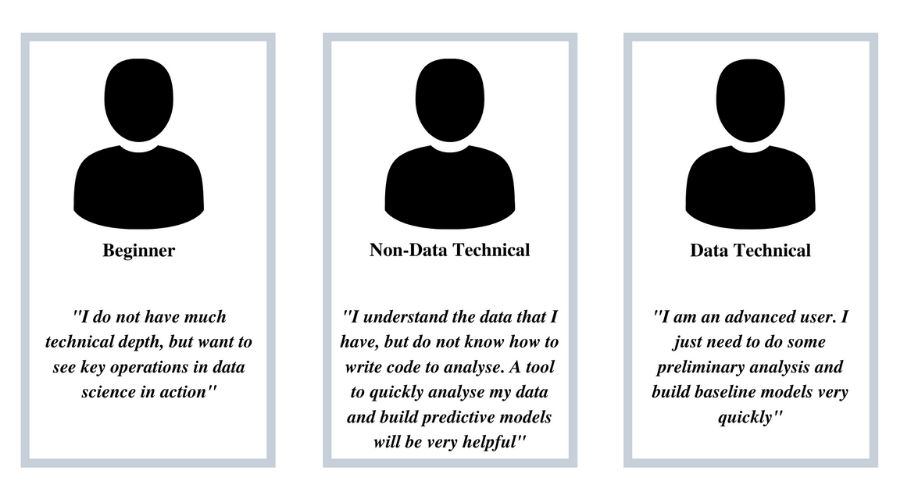 Beginner
"I do not have much
technical depth, but want to
see key operations in data
science in action"
Non-Data Technical
"I understand the data that I
have, but do not know how to
write code to analyse. A tool
to quickly analyse my data
and build predictive models
will be very helpful"
Data Technical
"I am an advanced user. I
just need to do some
preliminary analysis and
build baseline models very
quickly"